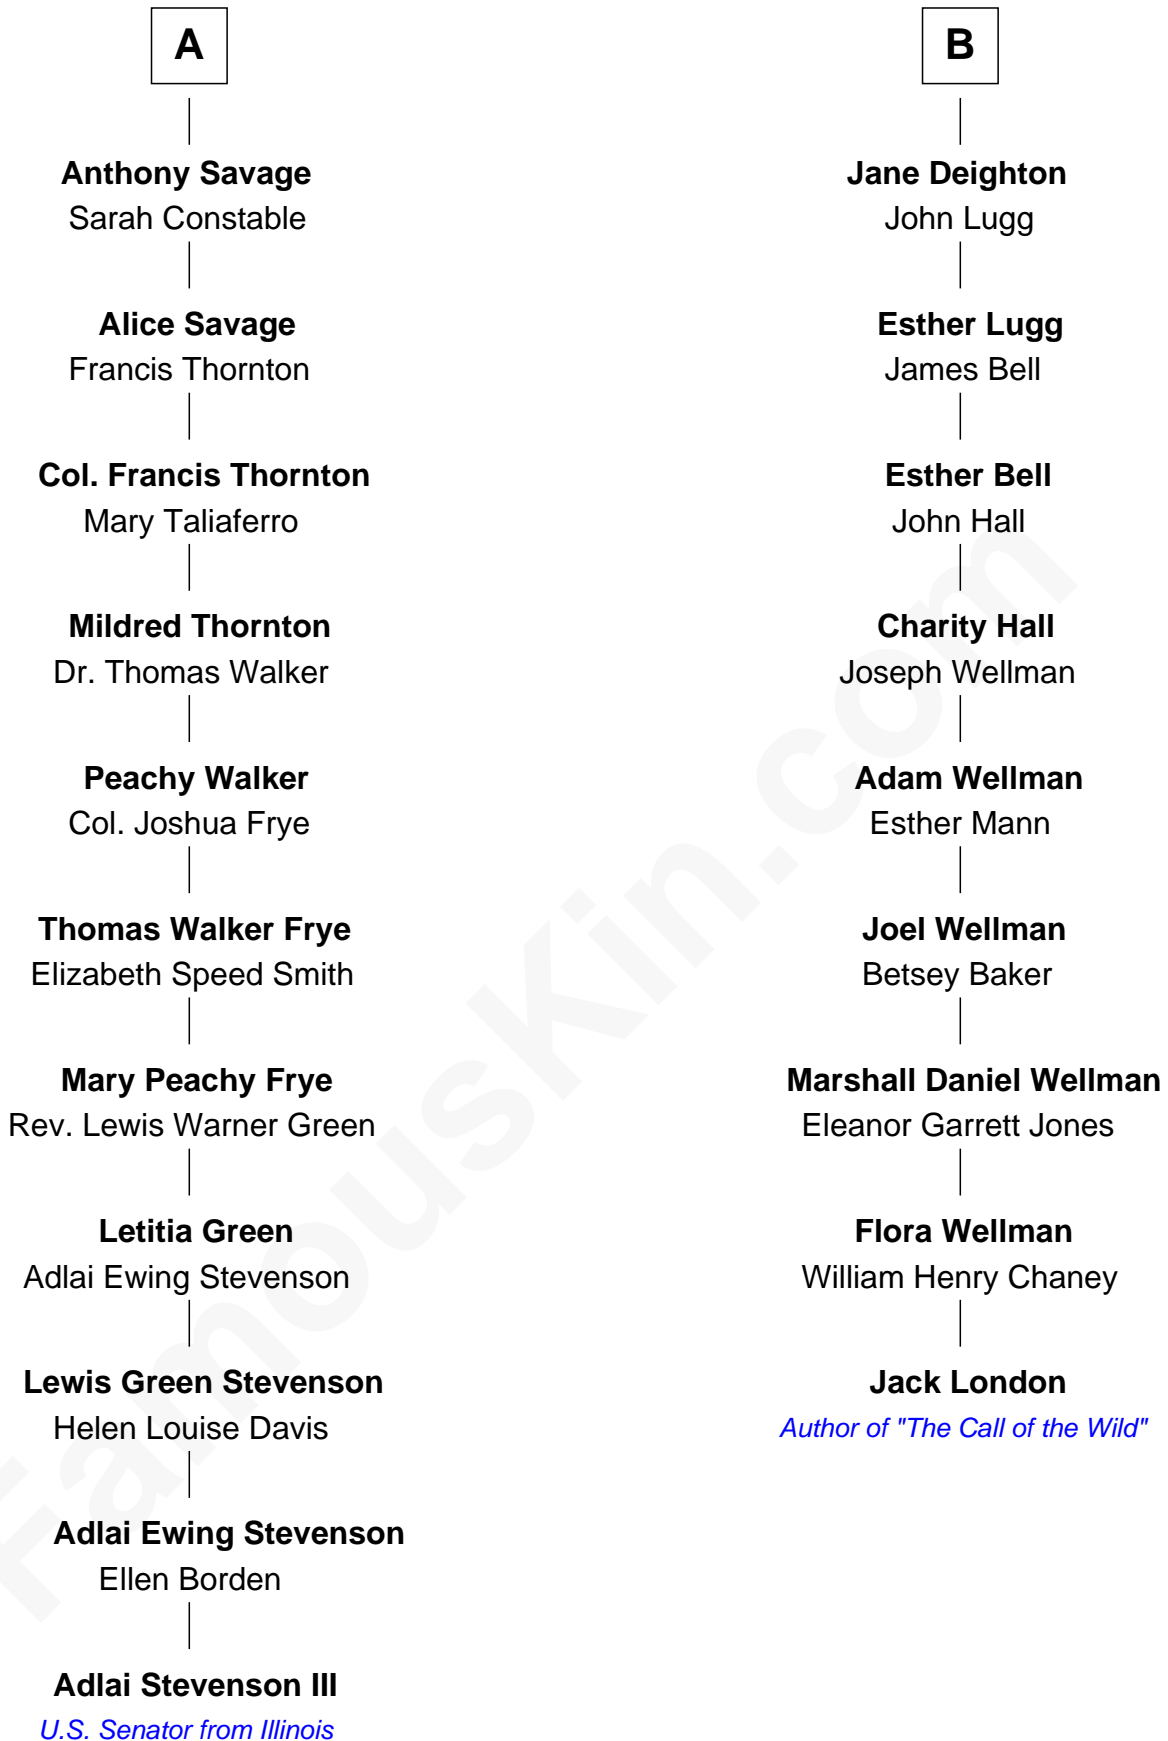 A
Anthony Savage
Sarah Constable
Alice Savage
Francis Thornton
Col. Francis Thornton
Mary Taliaferro
Mildred Thornton
Dr. Thomas Walker
Peachy Walker
Col. Joshua Frye
Thomas Walker Frye
Elizabeth Speed Smith
Mary Peachy Frye
Rev. Lewis Warner Green
Letitia Green
Adlai Ewing Stevenson
Lewis Green Stevenson
Helen Louise Davis
Adlai Ewing Stevenson
Ellen Borden
Adlai Stevenson III
U.S. Senator from Illinois
B
Jane Deighton
John Lugg
Esther Lugg
James Bell
Esther Bell
John Hall
Charity Hall
Joseph Wellman
Adam Wellman
Esther Mann
Joel Wellman
Betsey Baker
Marshall Daniel Wellman
Eleanor Garrett Jones
Flora Wellman
William Henry Chaney
Jack London
Author of "The Call of the Wild"
FamousKin.com